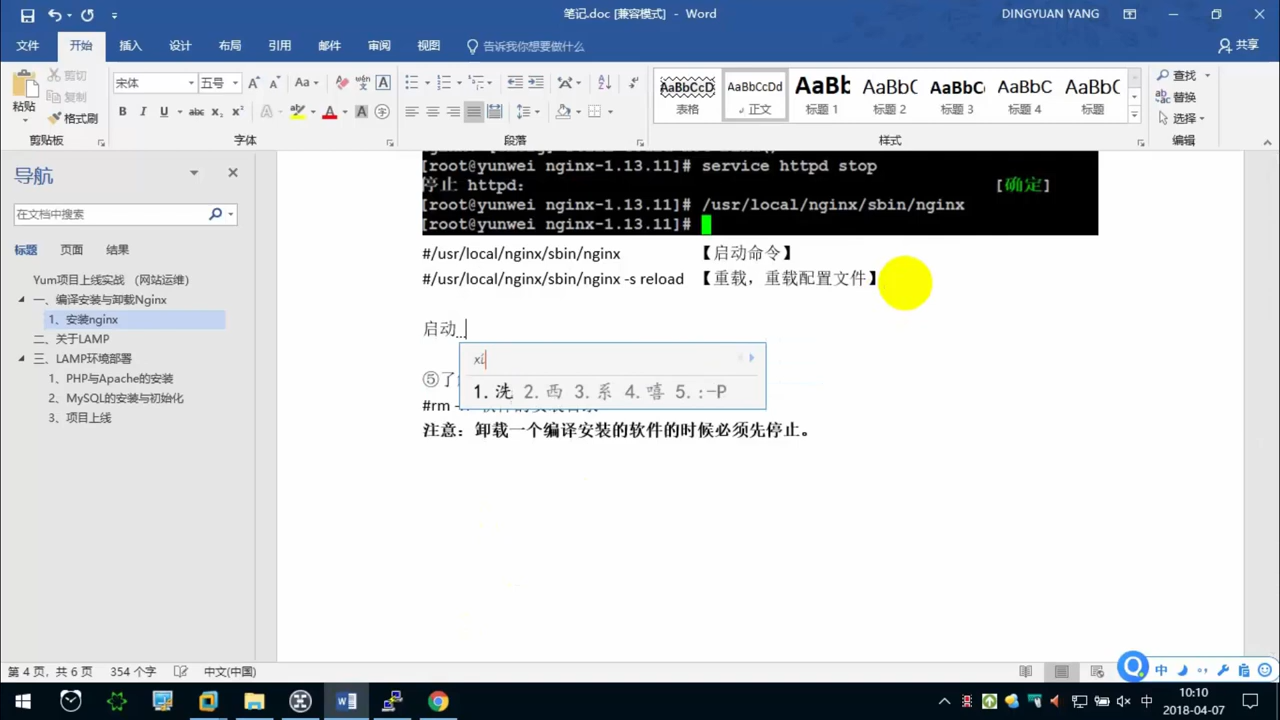 笔记.doc [兼容模式] - Word
DINGYUAN YANG
文件 开始 插入 设计 布局 引用 邮件 审阅 视图 告诉我你想要做什么 共享
粘贴 剪切 复制 格式刷
宋体 五号
表格 正文 标题 1 标题 2 标题 3 标题 4 标题
查找 替换 选择
剪贴板 字体 段落 样式 编辑
导航
在文档中搜索
标题 页面 结果
Yum项目上线实战 (网站运维)
一、编译安装与卸载Nginx
1、安装nginx
二、关于LAMP
三、LAMP环境部署
1、PHP与Apache的安装
2、MySQL的安装与初始化
3、项目上线
[root@yunwei nginx-1.13.11]# service httpd stop
停止 httpd: [确定]
[root@yunwei nginx-1.13.11]# /usr/local/nginx/sbin/nginx
[root@yunwei nginx-1.13.11]#
#/usr/local/nginx/sbin/nginx 【启动命令】
#/usr/local/nginx/sbin/nginx -s reload 【重载，重载配置文件】
启动
xi
1. 洗 2. 西 3. 系 4. 嘻 5. :-P
⑤了
#rm
注意：卸载一个编译安装的软件的时候必须先停止。
第 4 页，共 6 页 354 个字 中文(中国)
中
中
10:10
2018-04-07